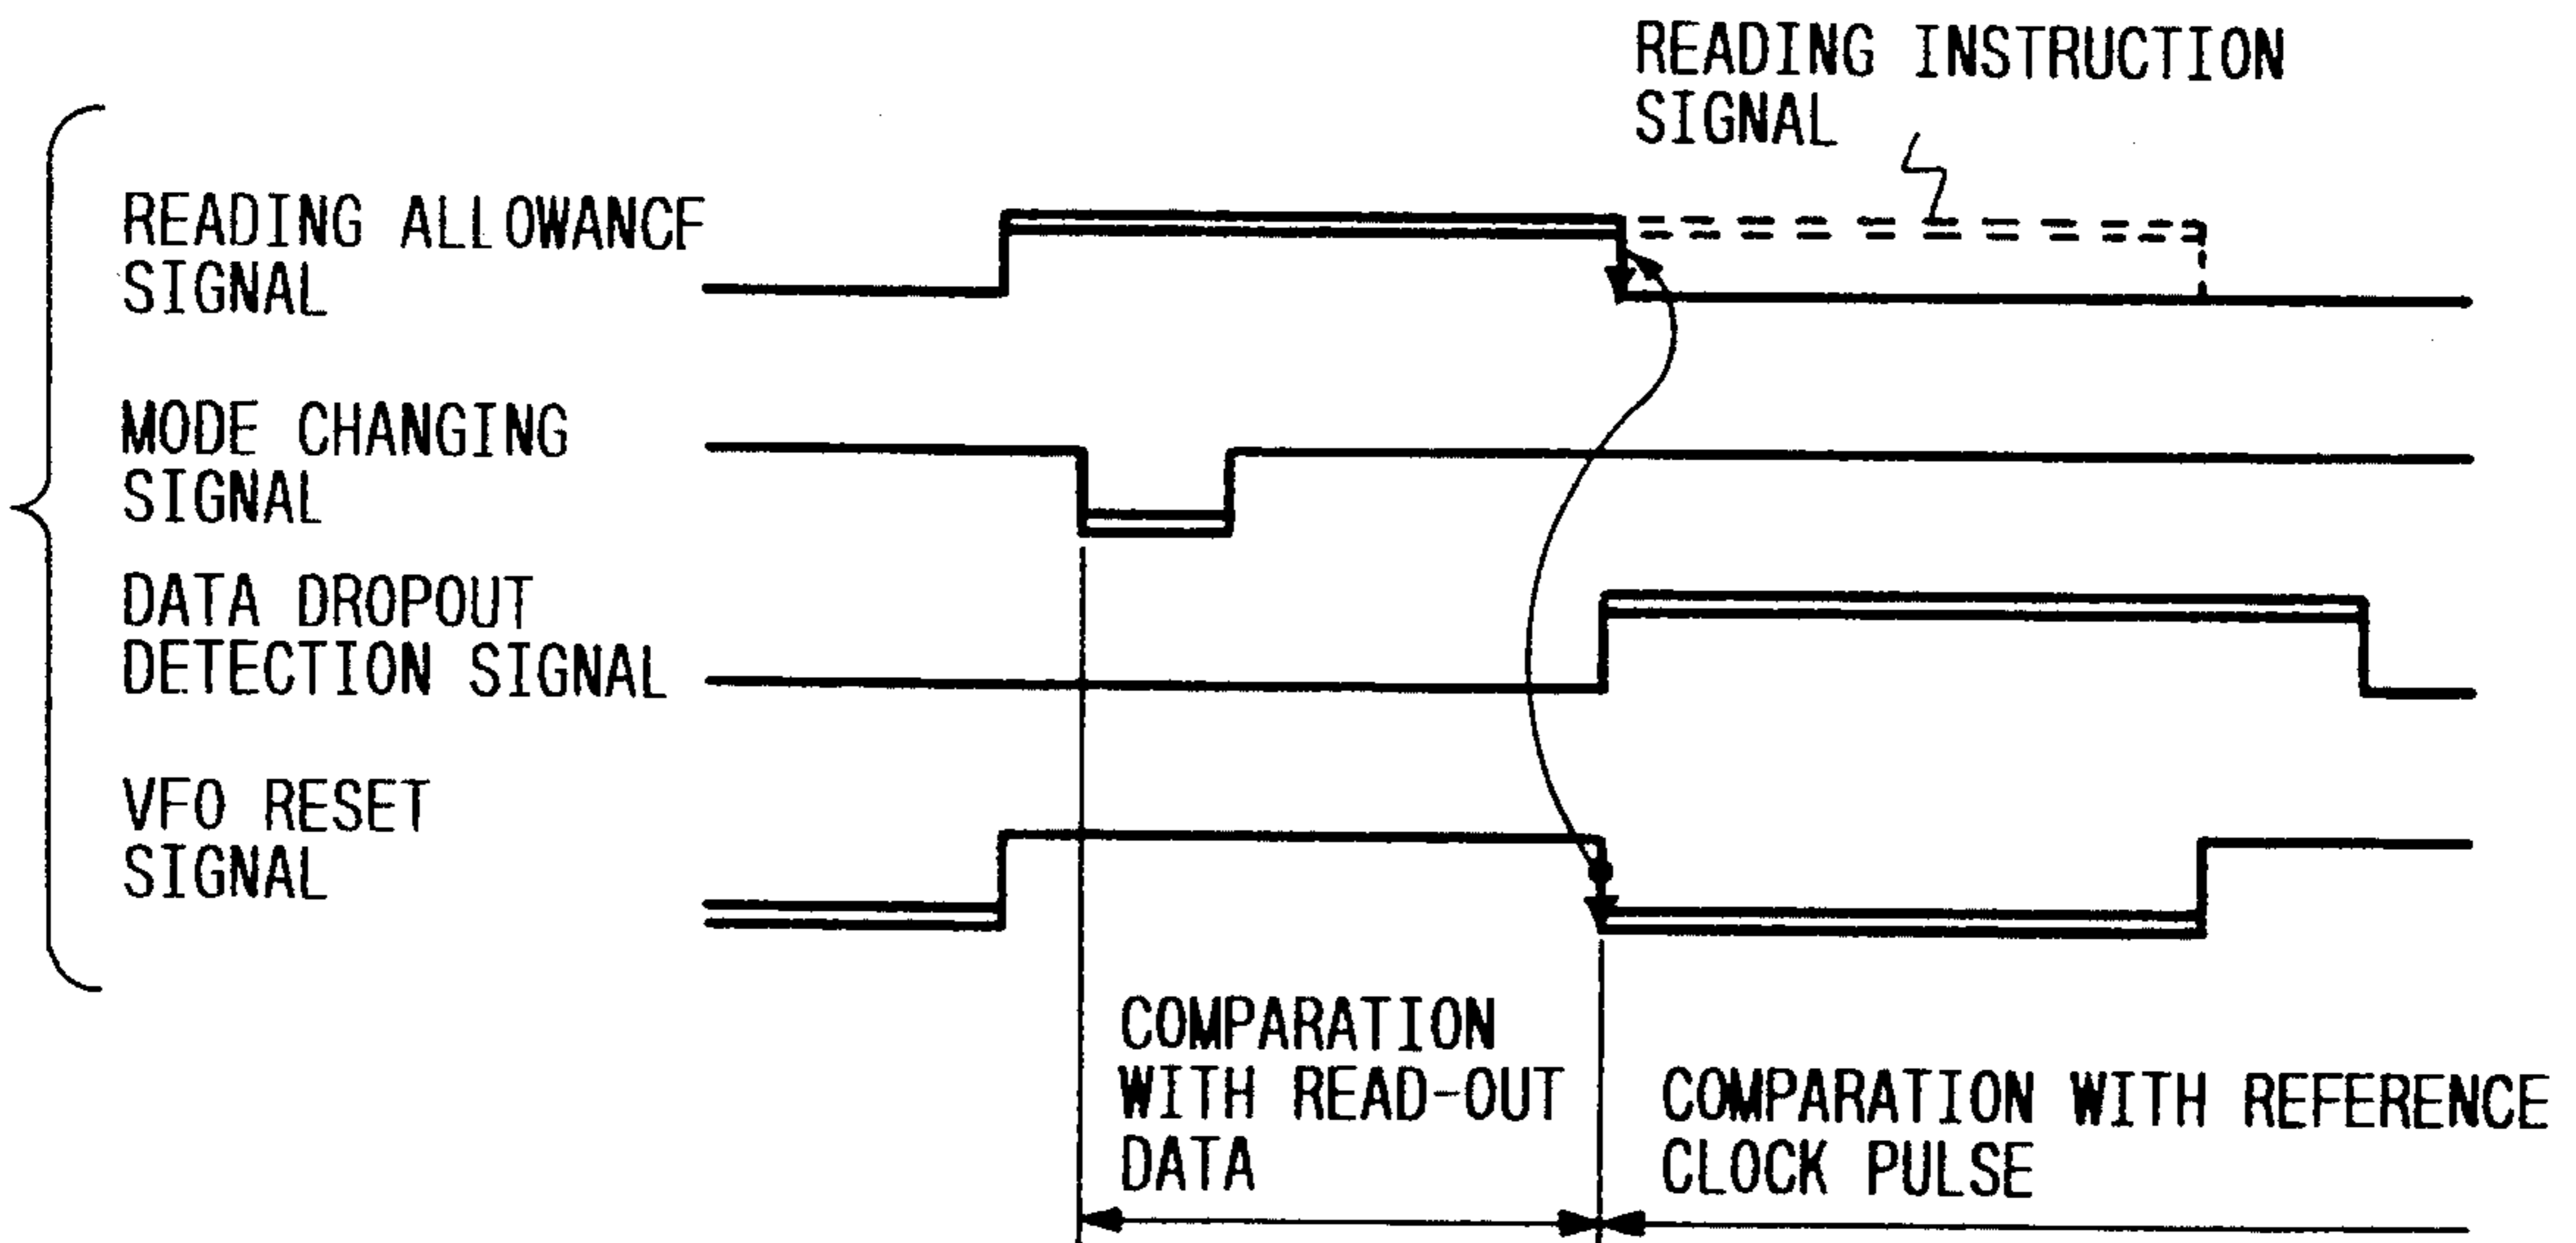 READING INSTRUCTION
SIGNAL
READING ALLOWANCE
SIGNAL
MODE CHANGING
SIGNAL
DATA DROPOUT
DETECTION SIGNAL
VFO RESET
SIGNAL
COMPARATION
WITH READ-OUT
DATA
COMPARATION WITH REFERENCE
CLOCK PULSE